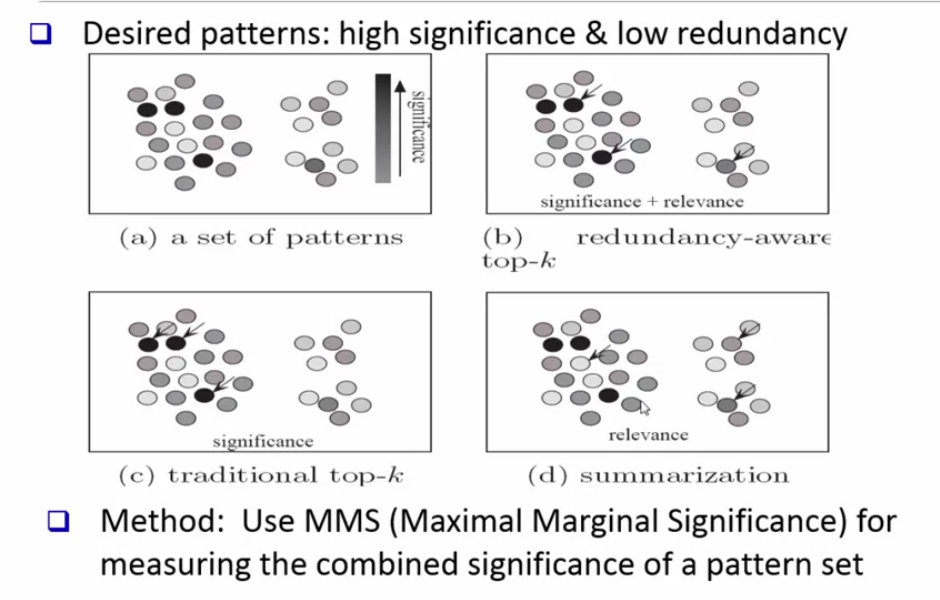 Desired patterns: high significance & low redundancy
significance
(a) a set of patterns
significance + relevance
(b) redundancy-aware
top-k
significance
(c) traditional top-k
relevance
(d) summarization
Method: Use MMS (Maximal Marginal Significance) for
measuring the combined significance of a pattern set